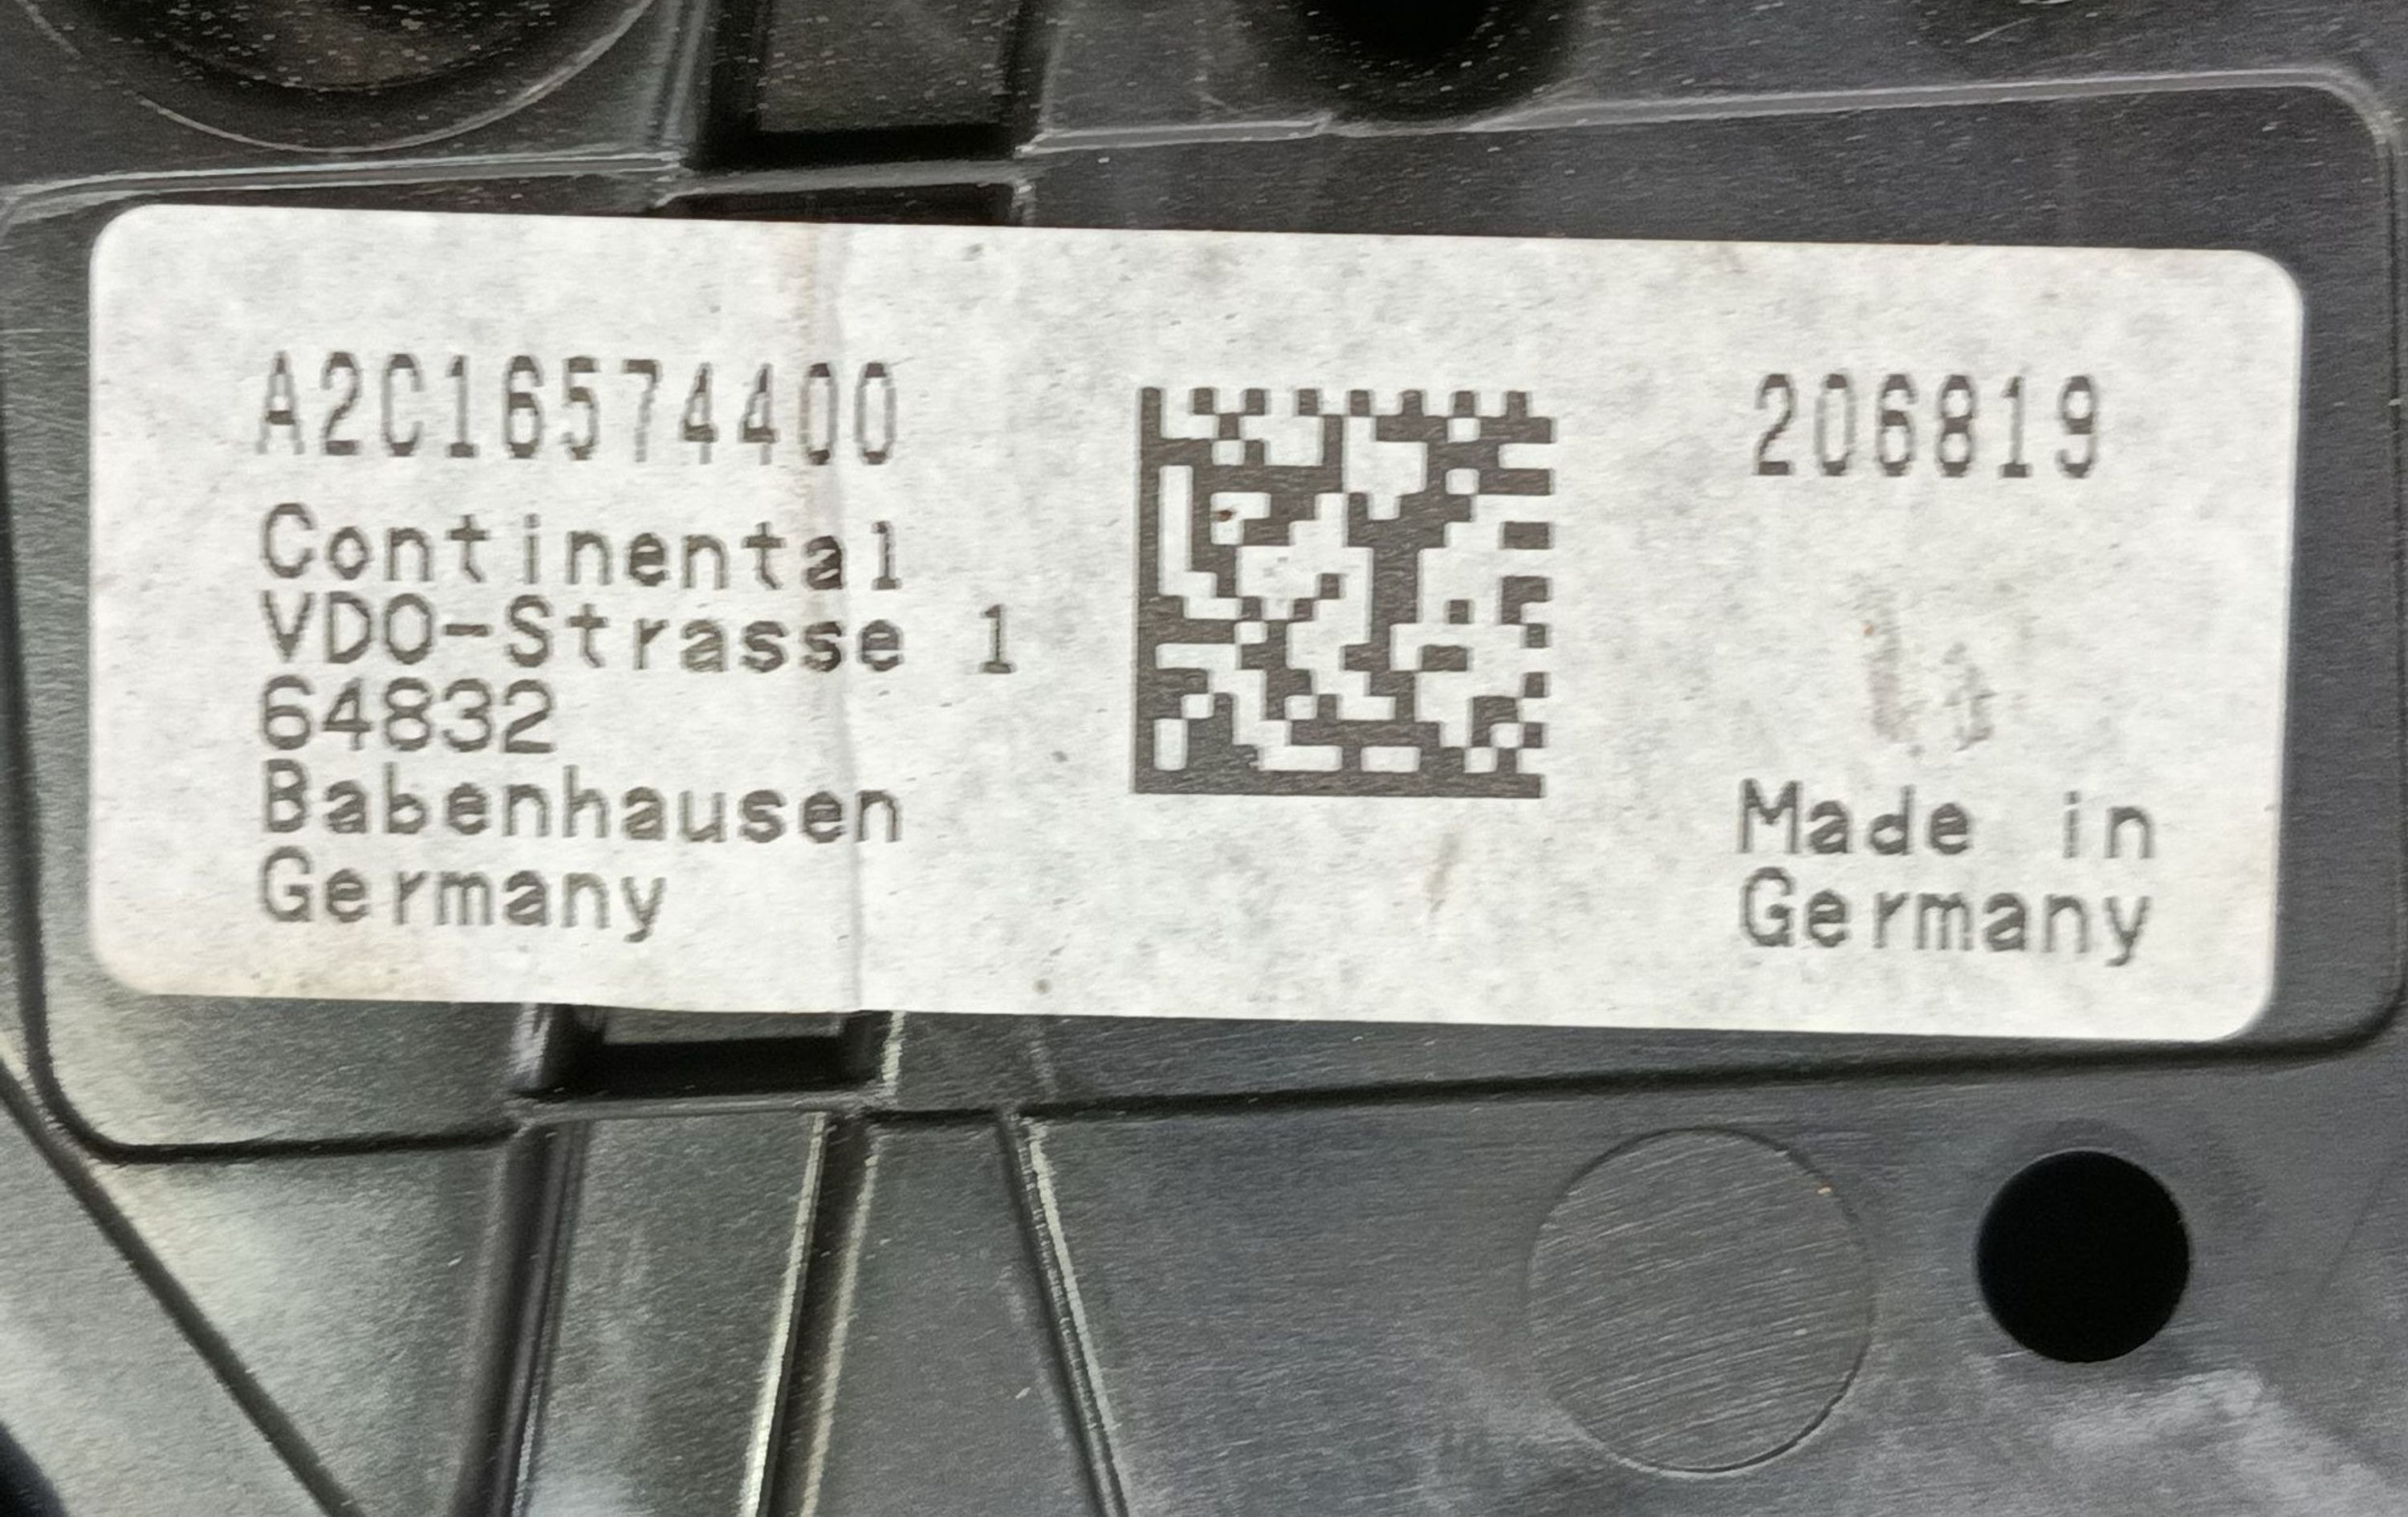 A2C16574400
Continental
VDO-Strasse 1
64832
Babenhausen
Germany
206819
Made in
Germany